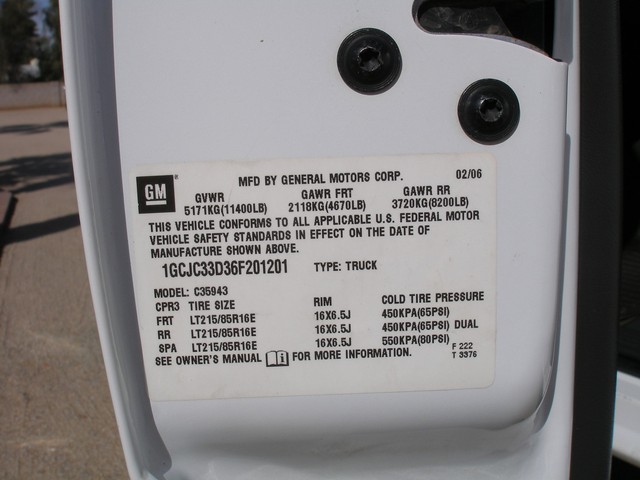 GM MFD BY GENERAL MOTORS CORP. 02/06
GVWR GAWR FRT GAWR RR
5171KG(11400LB) 2118KG(4670LB) 3720KG(8200LB)
THIS VEHICLE CONFORMS TO ALL APPLICABLE U.S. FEDERAL MOTOR
VEHICLE SAFETY STANDARDS IN EFFECT ON THE DATE OF
MANUFACTURE SHOWN ABOVE.
1GCJC33D36F201201 TYPE: TRUCK
MODEL: C35943
CPR3 TIRE SIZE RIM COLD TIRE PRESSURE
FRT LT215/85R16E 16X6.5J 450KPA(65PSI)
RR LT215/85R16E 16X6.5J 450KPA(65PSI) DUAL
SPA LT215/85R16E 16X6.5J 550KPA(80PSI) F 222
SEE OWNER'S MANUAL FOR MORE INFORMATION. T 3376